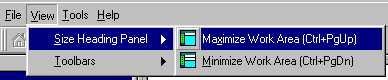 File View Tools Help
Size Heading Panel Maximize Work Area (Ctrl+PgUp)
Toolbars Minimize Work Area (Ctrl+PgDn)